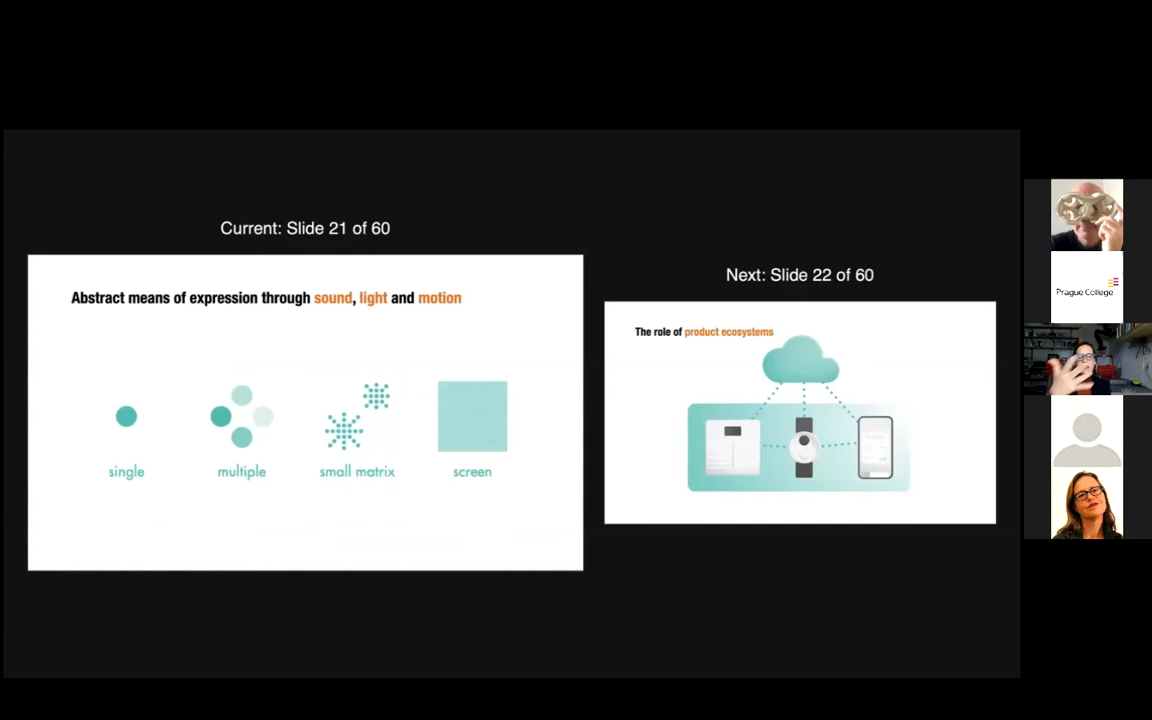 Current: Slide 21 of 60
Abstract means of expression through sound, light and motion
single
multiple
small matrix
screen
Next: Slide 22 of 60
The role of product ecosystems
Prague College